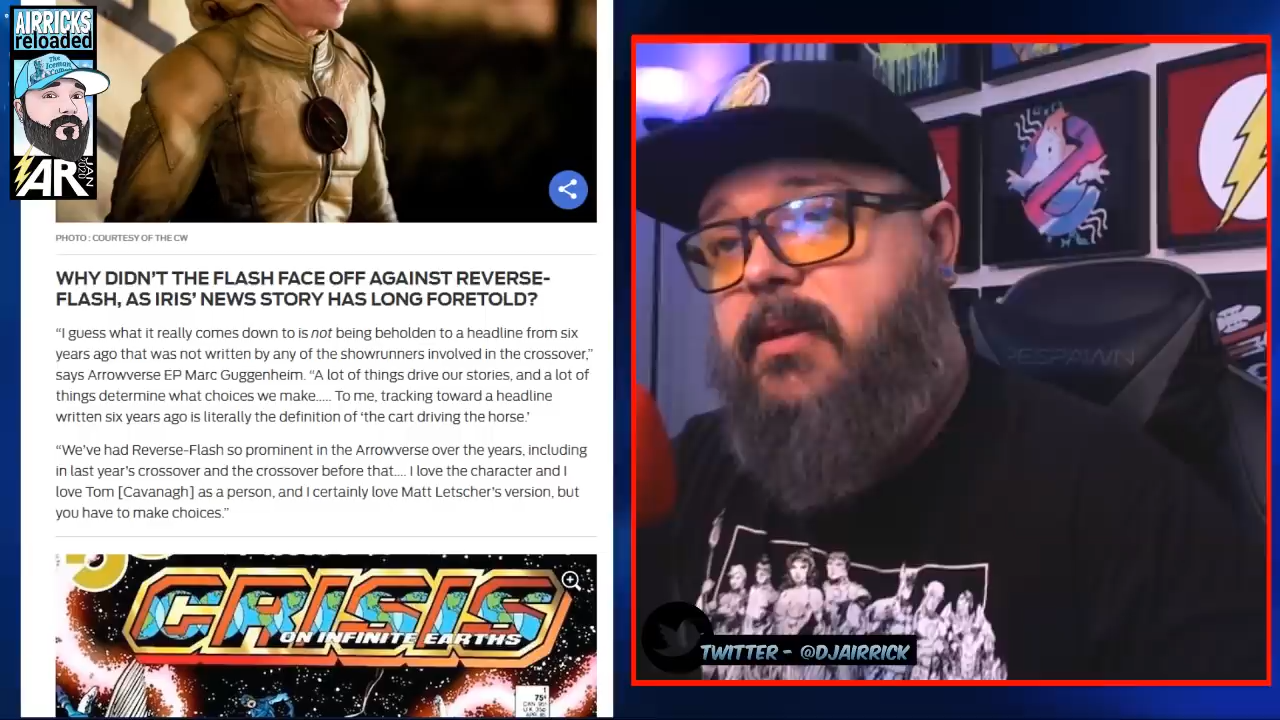 AIRRICKS
reloaded
The
Iceman
AR
JAN
2020
PHOTO : COURTESY OF THE CW
WHY DIDN'T THE FLASH FACE OFF AGAINST REVERSE-
FLASH, AS IRIS' NEWS STORY HAS LONG FORETOLD?
“I guess what it really comes down to is not being beholden to a headline from six
years ago that was not written by any of the showrunners involved in the crossover,”
says Arrowverse EP Marc Guggenheim. “A lot of things drive our stories, and a lot of
things determine what choices we make..... To me, tracking toward a headline
written six years ago is literally the definition of ‘the cart driving the horse.’
“We’ve had Reverse-Flash so prominent in the Arrowverse over the years, including
in last year’s crossover and the crossover before that.... I love the character and I
love Tom [Cavanagh] as a person, and I certainly love Matt Letscher’s version, but
you have to make choices.”
CRISIS
ON INFINITE EARTHS
75¢
RESPAWN
TWITTER - @DJAIRRICK